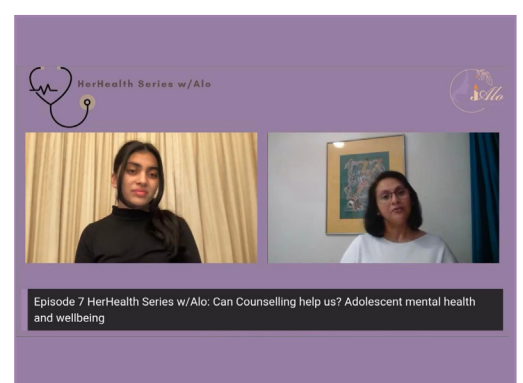 HerHealth Series w/Alo
Alo
Episode 7 HerHealth Series w/Alo: Can Counselling help us? Adolescent mental health
and wellbeing